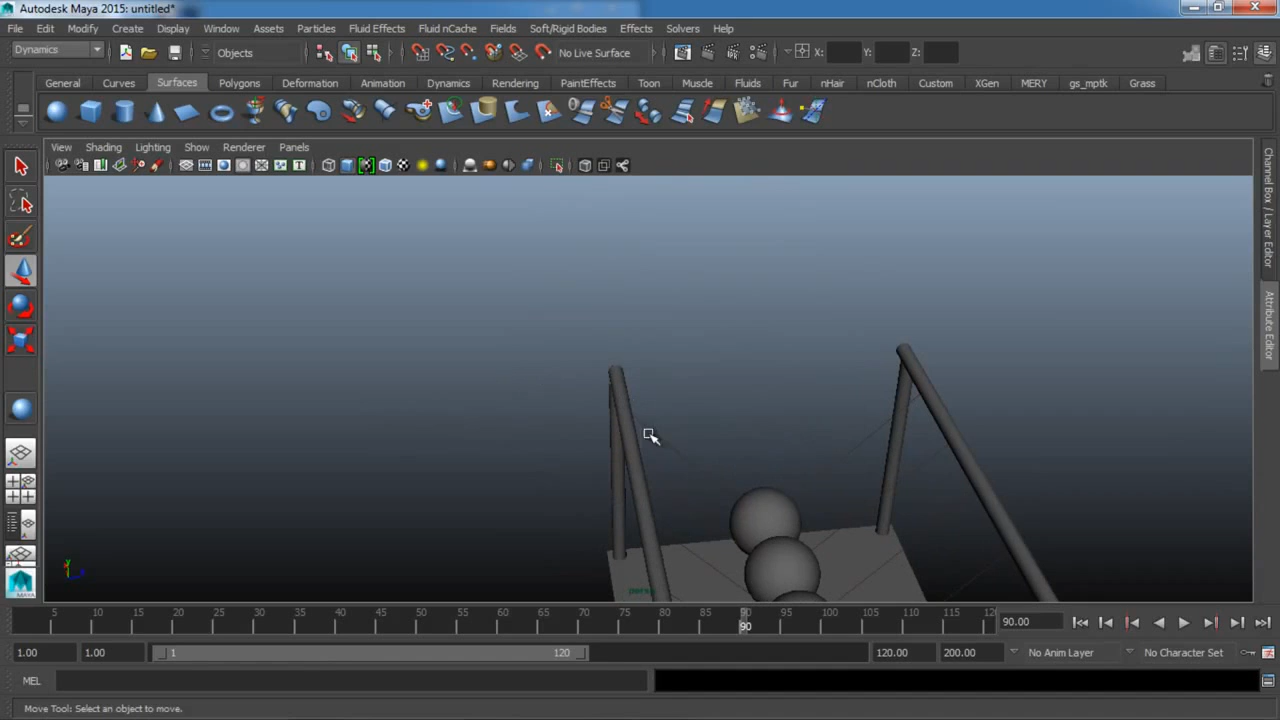 Autodesk Maya 2015: untitled*
File Edit Modify Create Display Window Assets Particles Fluid Effects Fluid nCache Fields Soft/Rigid Bodies Effects Solvers Help
Dynamics Objects No Live Surface X: Y: Z:
General Curves Surfaces Polygons Deformation Animation Dynamics Rendering PaintEffects Toon Muscle Fluids Fur nHair nCloth Custom XGen MERY gs_mptk Grass
View Shading Lighting Show Renderer Panels
Channel Box / Layer Editor
Attribute Editor
persp
5 10 15 20 25 30 35 40 45 50 55 60 65 70 75 80 85 90 95 100 105 110 115 120
90
90.00
1.00 1.00 1 120 120.00 200.00 No Anim Layer No Character Set
MEL
Move Tool: Select an object to move.